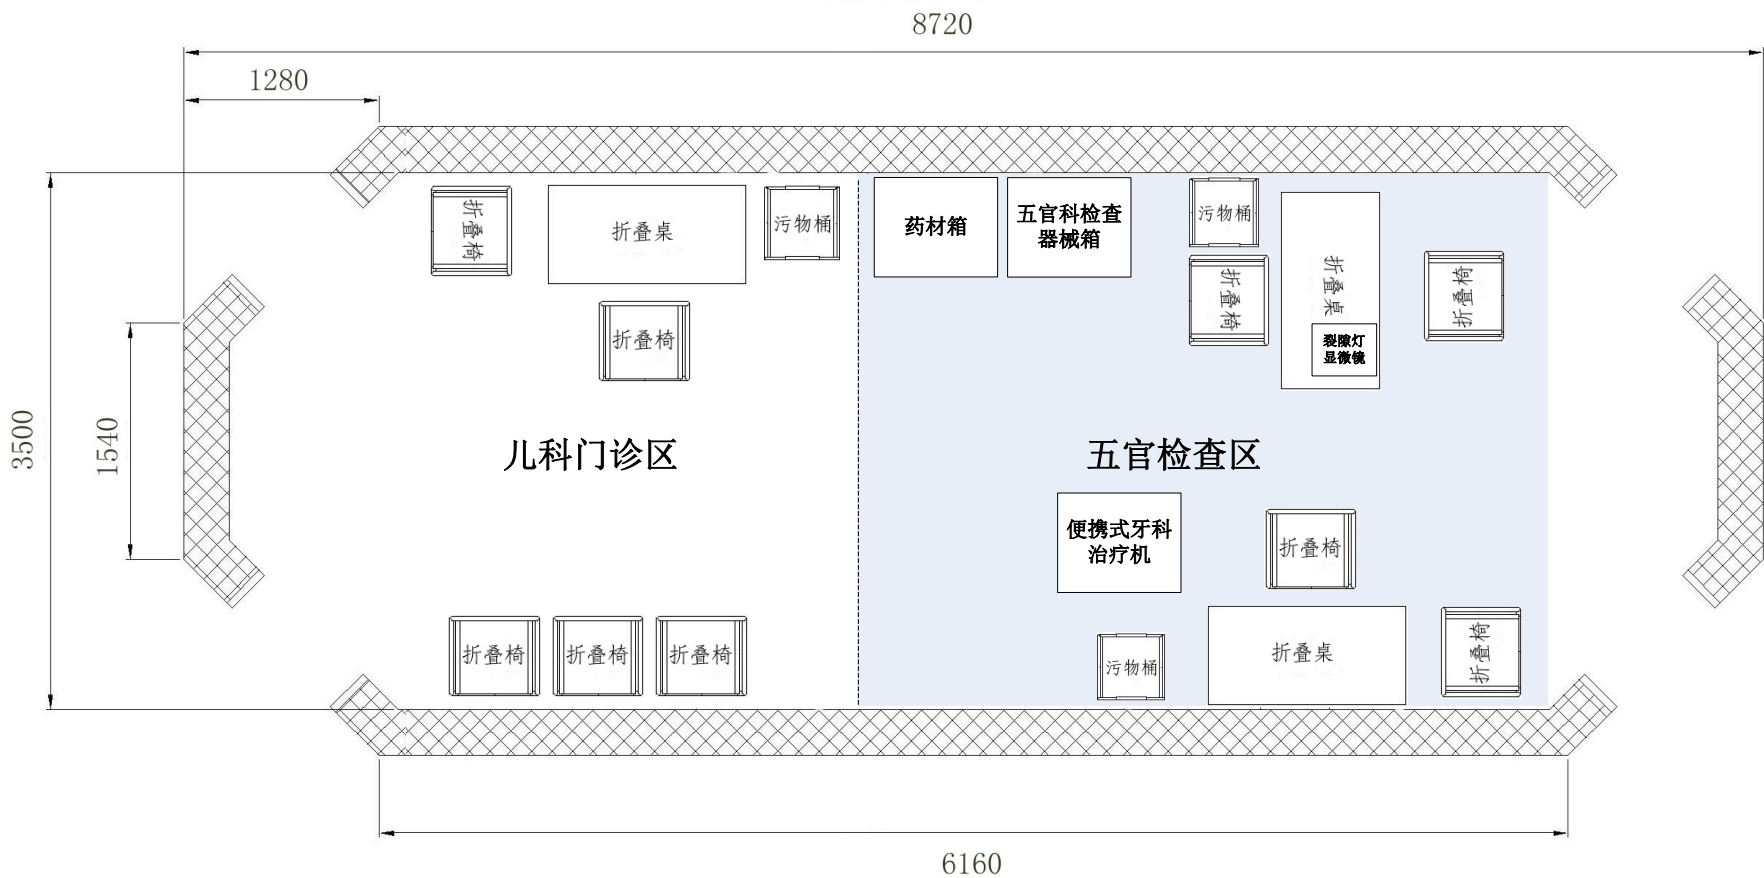 8720
1280
折叠椅
折叠桌
污物桶
药材箱
五官科检查
器械箱
污物桶
折叠桌
折叠椅
折叠椅
折叠椅
裂隙灯
显微镜
3500
1540
儿科门诊区
五官检查区
便携式牙科
治疗机
折叠椅
折叠椅
折叠椅
折叠椅
污物桶
折叠桌
折叠椅
6160